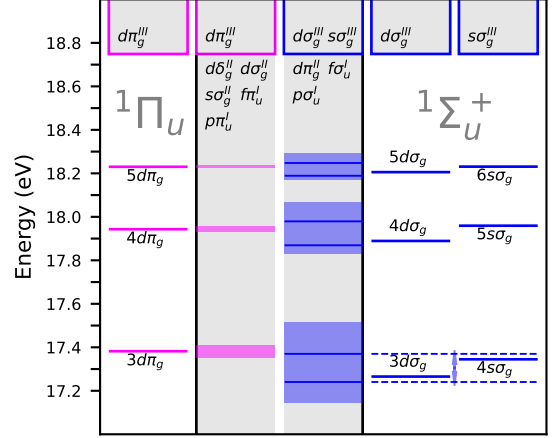 dπ_g^III dπ_g^III dσ_g^III sσ_g^III dσ_g^III sσ_g^III
dδ_g^II dσ_g^II
sσ_g^II fπ_u^I
pπ_u^I
dπ_g^II fσ_u^I
pσ_u^I
¹Π_u
¹Σ_u^+
5dπ_g
4dπ_g
3dπ_g
5dσ_g
6sσ_g
4dσ_g
5sσ_g
3dσ_g
4sσ_g
Energy (eV)
18.8
18.6
18.4
18.2
18.0
17.8
17.6
17.4
17.2